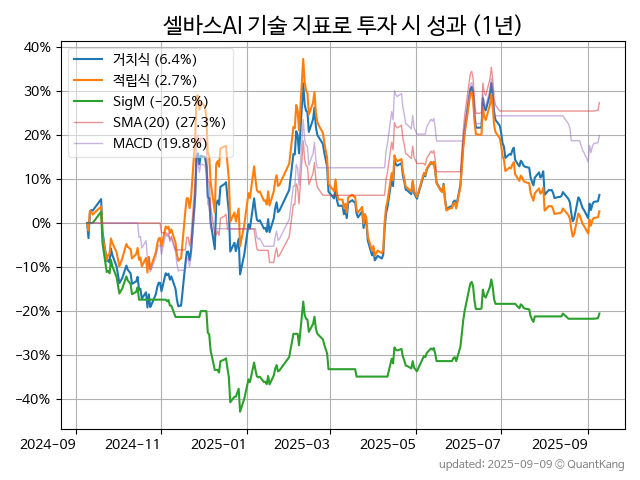 셀바스AI 기술 지표로 투자 시 성과 (1년)
거치식 (6.4%)
적립식 (2.7%)
SigM (−20.5%)
SMA(20) (27.3%)
MACD (19.8%)
40%
30%
20%
10%
0%
−10%
−20%
−30%
−40%
2024-09 2024-11 2025-01 2025-03 2025-05 2025-07 2025-09
updated: 2025-09-09 © QuantKang